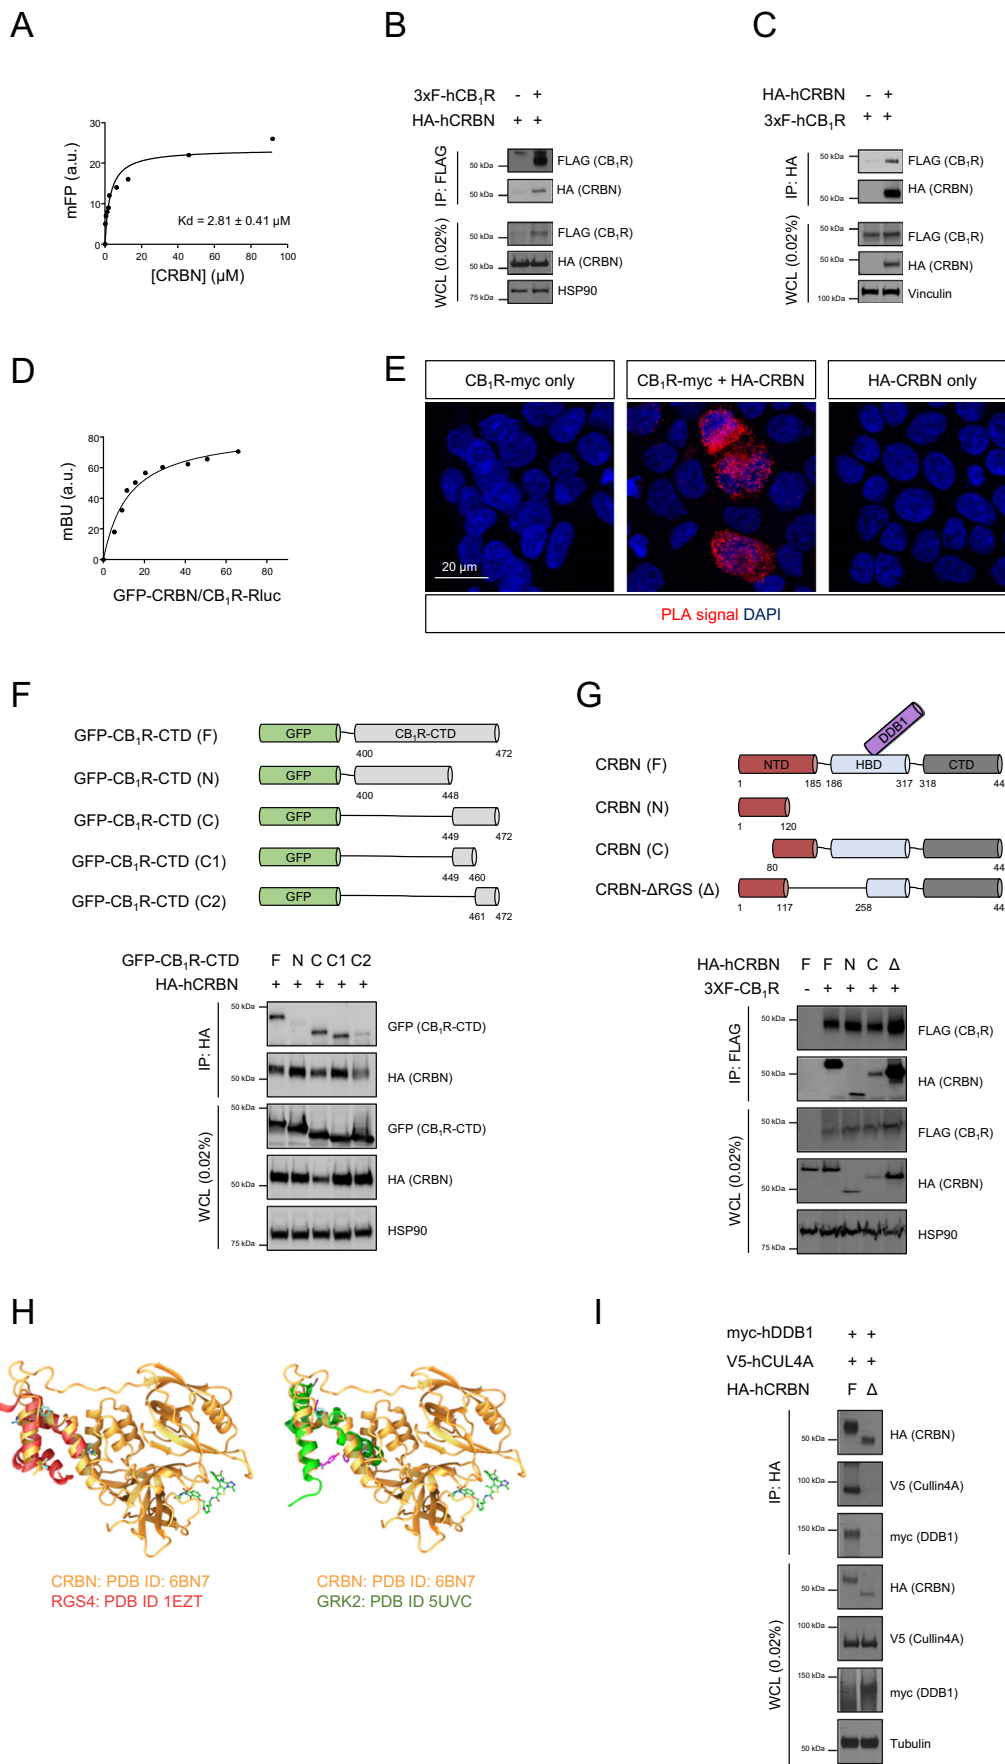 A
30
20
10
0
mFP (a.u.)
Kd = 2.81 ± 0.41 µM
0 20 40 60 80 100
[CRBN] (µM)
B
3xF-hCB₁R - +
HA-hCRBN + +
IP: FLAG
50 kDa
FLAG (CB₁R)
50 kDa
HA (CRBN)
WCL (0.02%)
50 kDa
FLAG (CB₁R)
50 kDa
HA (CRBN)
75 kDa
HSP90
C
HA-hCRBN - +
3xF-hCB₁R + +
IP: HA
50 kDa
FLAG (CB₁R)
50 kDa
HA (CRBN)
WCL (0.02%)
50 kDa
FLAG (CB₁R)
50 kDa
HA (CRBN)
100 kDa
Vinculin
D
80
60
40
20
0
mBU (a.u.)
0 20 40 60 80
GFP-CRBN/CB₁R-Rluc
E
CB₁R-myc only
CB₁R-myc + HA-CRBN
HA-CRBN only
20 µm
PLA signal DAPI
F
GFP-CB₁R-CTD (F) GFP CB₁R-CTD
400 472
GFP-CB₁R-CTD (N) GFP
400 448
GFP-CB₁R-CTD (C) GFP
449 472
GFP-CB₁R-CTD (C1) GFP
449 460
GFP-CB₁R-CTD (C2) GFP
461 472
GFP-CB₁R-CTD F N C C1 C2
HA-hCRBN + + + + +
IP: HA
50 kDa
GFP (CB₁R-CTD)
50 kDa
HA (CRBN)
WCL (0.02%)
50 kDa
GFP (CB₁R-CTD)
50 kDa
HA (CRBN)
75 kDa
HSP90
G
DDB1
CRBN (F) NTD HBD CTD
1 185 186 317 318 44
CRBN (N)
1 120
CRBN (C)
80 44
CRBN-ΔRGS (Δ)
1 117 258 44
HA-hCRBN F F N C Δ
3XF-CB₁R - + + + +
IP: FLAG
50 kDa
FLAG (CB₁R)
50 kDa
HA (CRBN)
WCL (0.02%)
50 kDa
FLAG (CB₁R)
50 kDa
HA (CRBN)
75 kDa
HSP90
H
CRBN: PDB ID: 6BN7
RGS4: PDB ID 1EZT
CRBN: PDB ID: 6BN7
GRK2: PDB ID 5UVC
I
myc-hDDB1 + +
V5-hCUL4A + +
HA-hCRBN F Δ
IP: HA
50 kDa
HA (CRBN)
100 kDa
V5 (Cullin4A)
150 kDa
myc (DDB1)
WCL (0.02%)
50 kDa
HA (CRBN)
100 kDa
V5 (Cullin4A)
150 kDa
myc (DDB1)
50 kDa
Tubulin